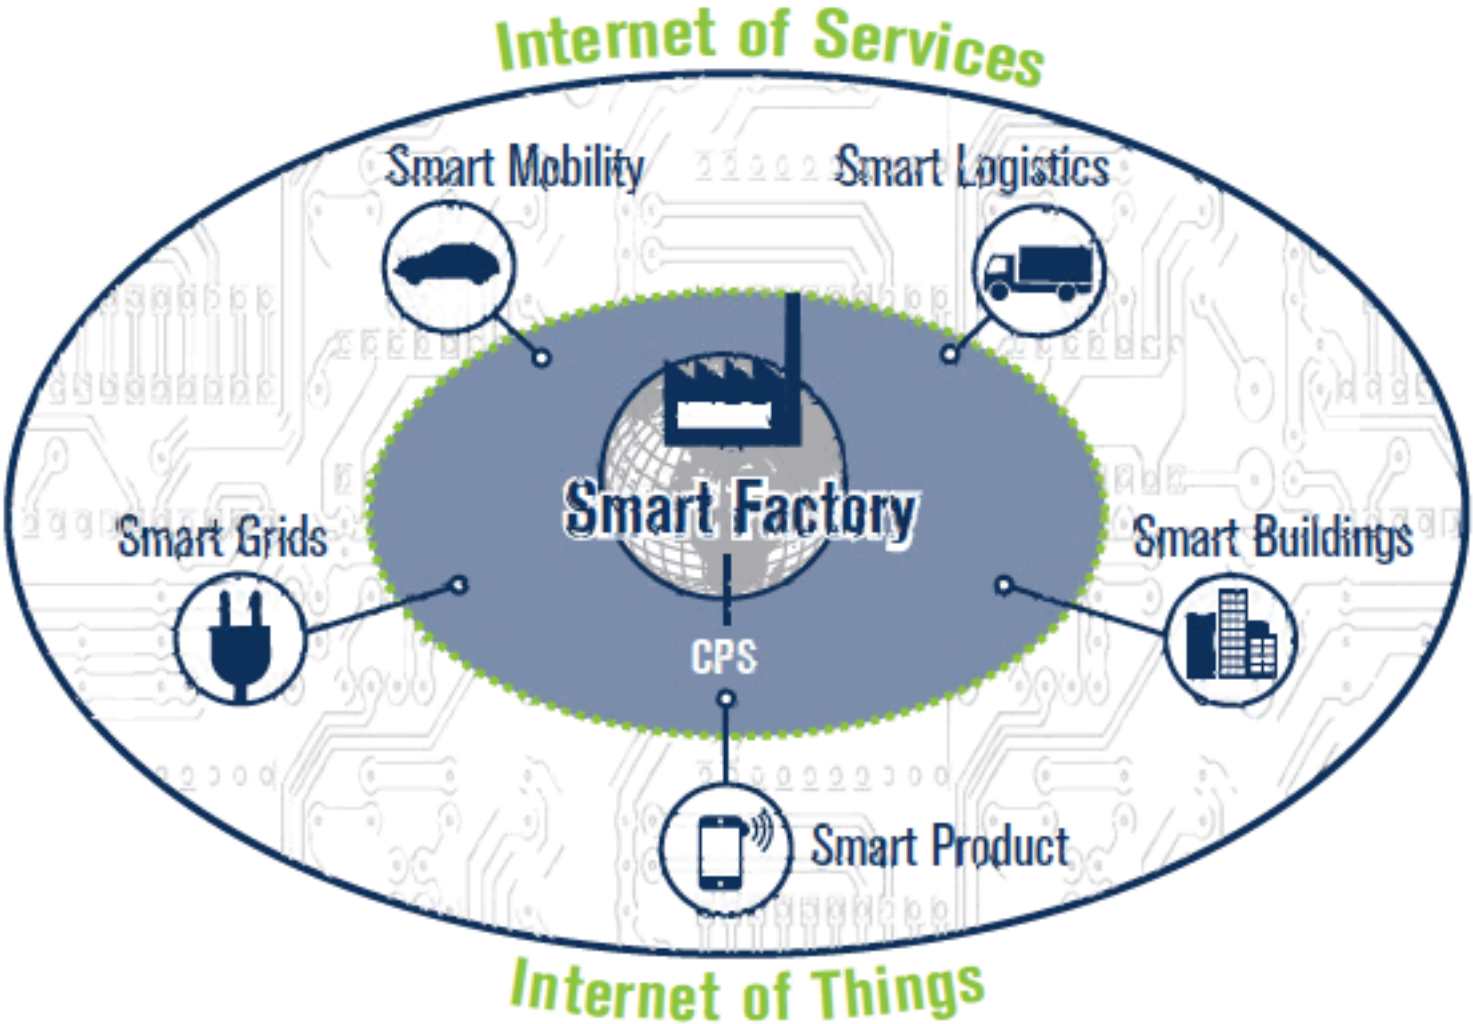 Internet of Services
Smart Mobility
Smart Logistics
Smart Factory
Smart Grids
Smart Buildings
CPS
Smart Product
Internet of Things